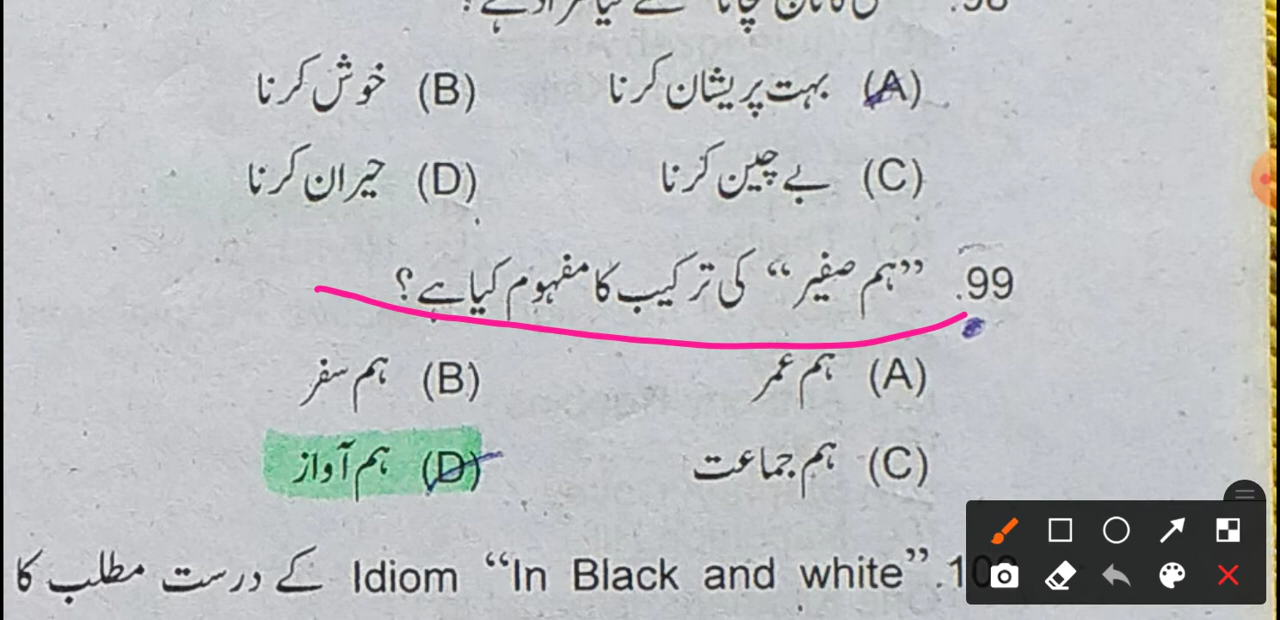 (A) بہت پریشان کرنا (B) خوش کرنا
(C) بے چین کرنا (D) حیران کرنا
99. ”ہم صفیر“ کی ترکیب کا مفہوم کیا ہے؟
(A) ہم عمر (B) ہم سفر
(C) ہم جماعت (D) ہم آواز
Idiom “In Black and white” کے درست مطلب کا